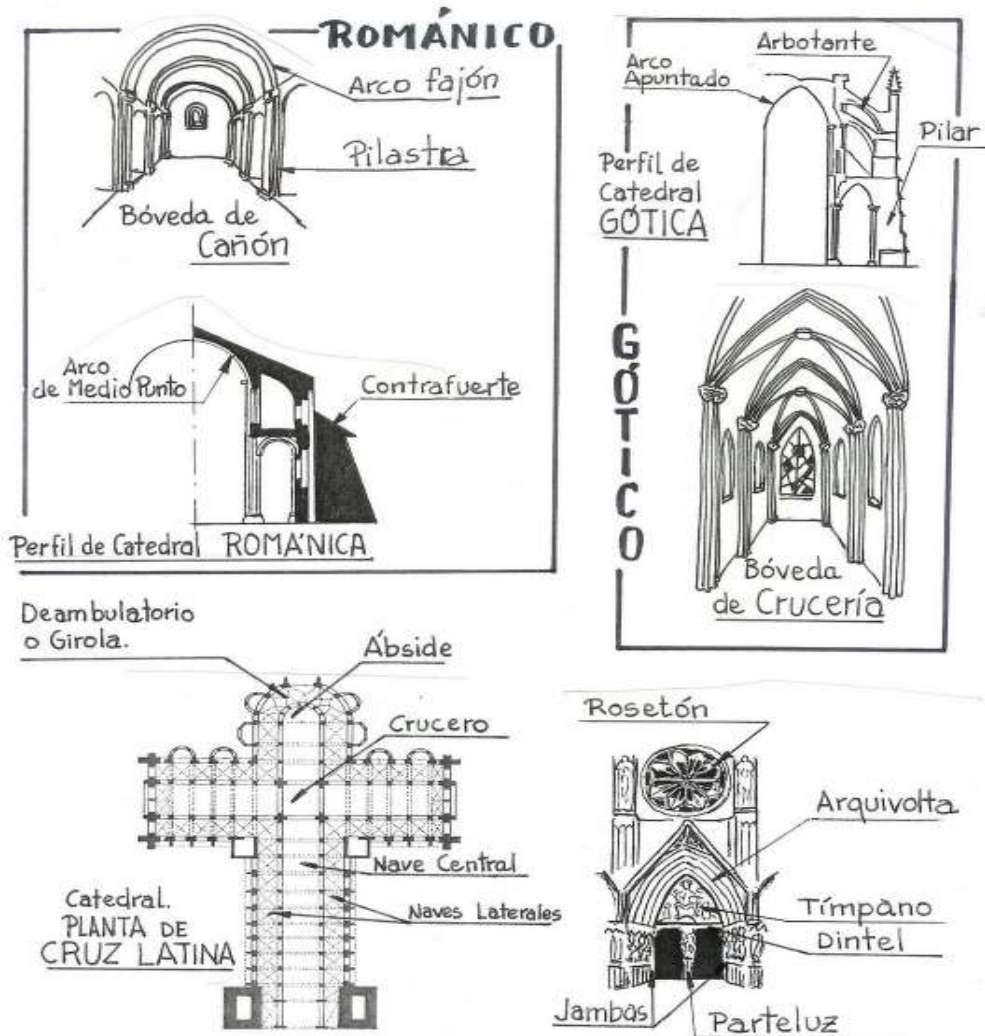 ROMÁNICO
Arco fajón
Pilastra
Bóveda de
Cañón
Arco
de Medio Punto
Contrafuerte
Perfil de Catedral ROMÁNICA
Arbotante
Arco
Apuntado
Pilar
Perfil de
Catedral
GÓTICA
GÓTICO
Bóveda
de Crucería
Deambulatorio
o Girola.
Ábside
Crucero
Nave Central
Naves Laterales
Catedral.
PLANTA DE
CRUZ LATINA
Rosetón
Arquivolta
Tímpano
Dintel
Jambas
Parteluz